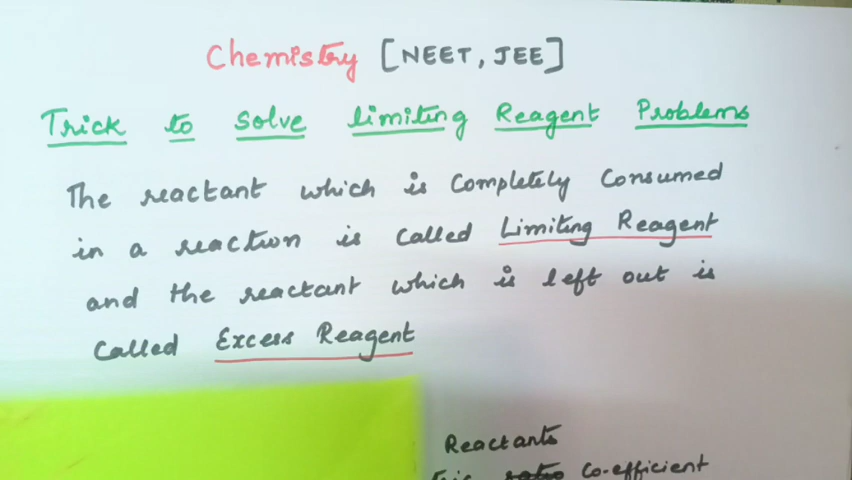 Chemistry [NEET, JEE]
Trick to solve limiting Reagent Problems
The reactant which is completely consumed
in a reaction is called Limiting Reagent
and the reactant which is left out is
called Excess Reagent
Reactants
co-efficient